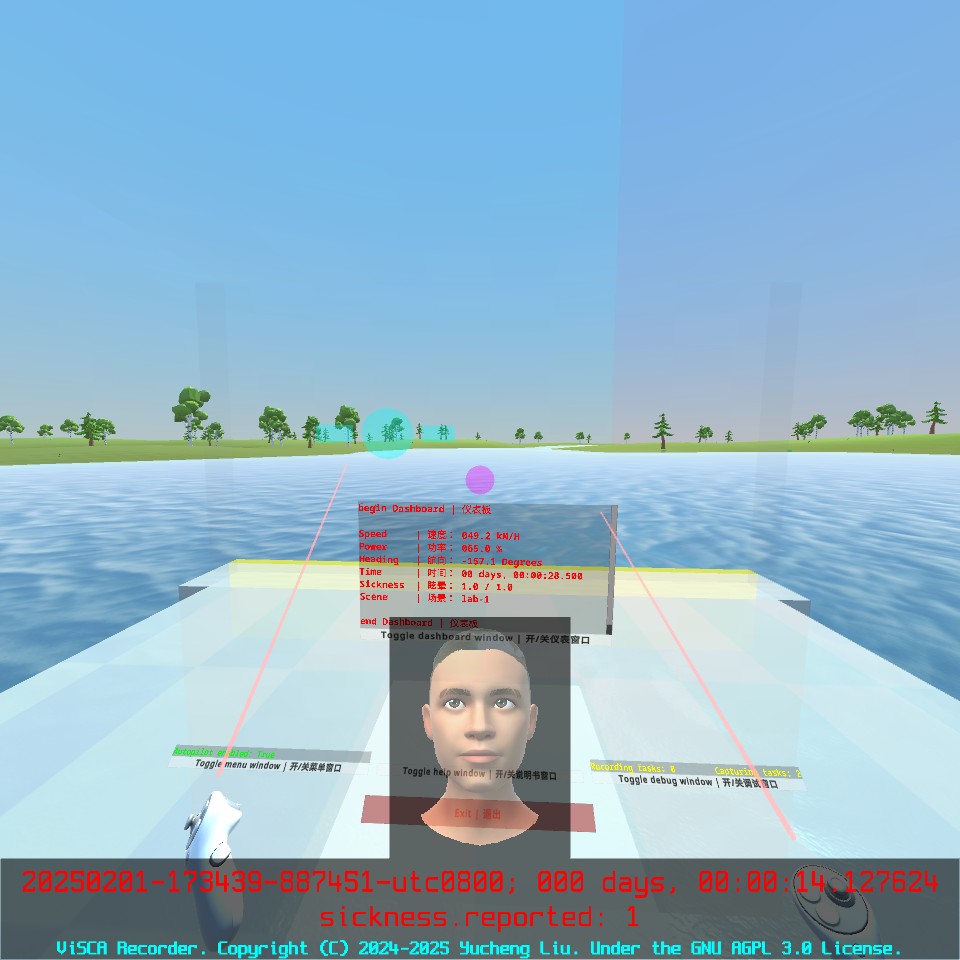 begin Dashboard | 仪表板
Speed | 速度： 049.2 kM/H
Power | 功率： 065.0 %
Heading | 航向： -157.1 Degrees
Time | 时间： 00 days, 00:00:28.500
Sickness | 眩晕： 1.0 / 1.0
Scene | 场景： lab-1
end Dashboard | 仪表板
Toggle dashboard window | 开/关仪表窗口
Autopilot enabled: True
Toggle menu window | 开/关菜单窗口
Toggle help window | 开/关说明书窗口
Recording tasks: 0 Capturing tasks: 2
Toggle debug window | 开/关调试窗口
Exit | 退出
20250201-173439-887451-utc0800; 000 days, 00:00:14.127624
sickness.reported: 1
ViSCA Recorder. Copyright (C) 2024-2025 Yucheng Liu. Under the GNU AGPL 3.0 License.